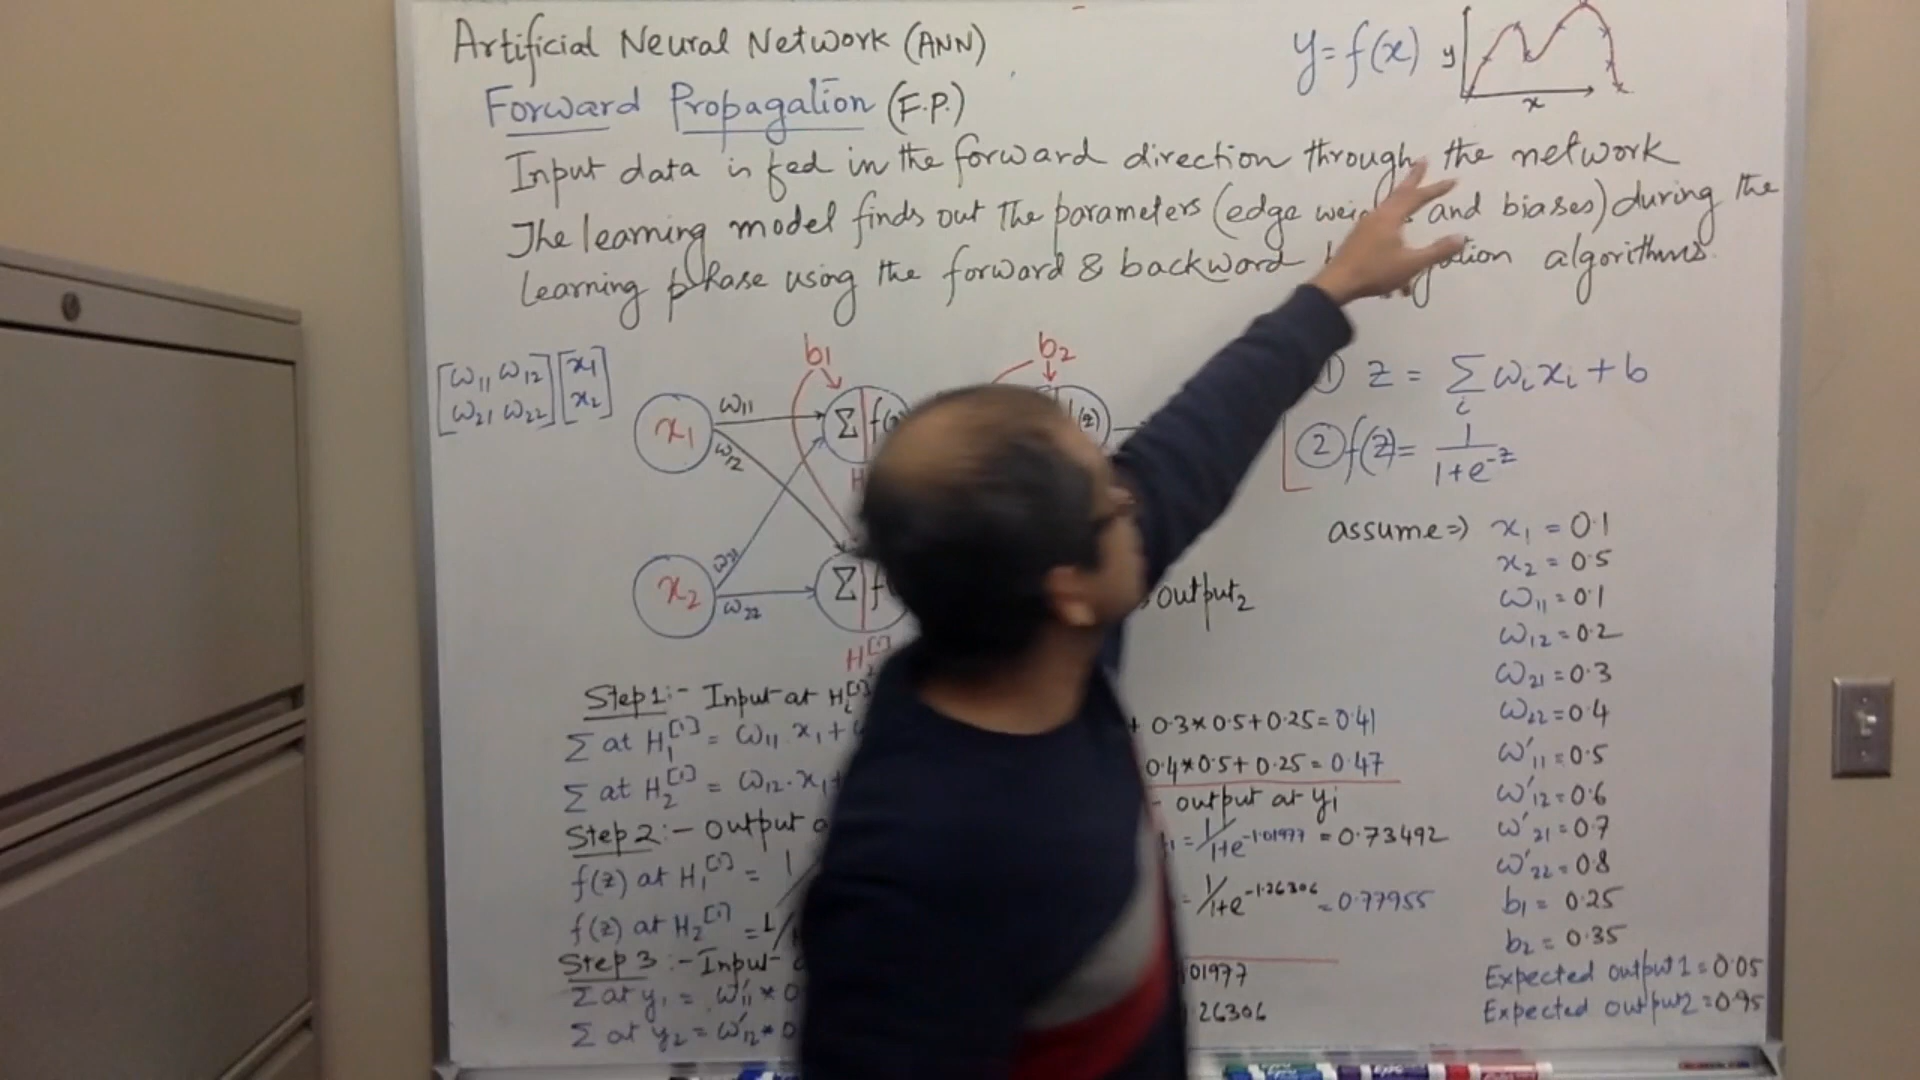 Artificial Neural Network (ANN)
y = f(x)
y
x
Forward Propagation (F.P.)
Input data is fed in the forward direction through the network
The learning model finds out the parameters (edge and biases) during the
learning phase using the forward & backward algorithms.
[ω11 ω12] [x1]
[ω21 ω22] [x2]
b1
b2
x1
ω11
ω12
Σ
x2
ω21
ω22
Σ
H2[1]
output2
① z = Σ ωi xi + b
i
② f(z) = 1/(1+e^-z)
assume => x1 = 0.1
x2 = 0.5
ω11 = 0.1
ω12 = 0.2
ω21 = 0.3
ω22 = 0.4
ω'11 = 0.5
ω'12 = 0.6
ω'21 = 0.7
ω'22 = 0.8
b1 = 0.25
b2 = 0.35
Expected output1 = 0.05
Expected output2 = 0.95
Step 1:- Input at
Σ at H1[1] = ω11.x1 +
+ 0.3*0.5+0.25 = 0.41
Σ at H2[1] = ω12.x1 +
0.4*0.5+0.25 = 0.47
Step 2:- Output
f(z) at H1[1] = 1
f(z) at H2[1] = 1/
Step 3:- Input
Σ at y1 = ω'11 * 0
Σ at y2 = ω'12 * 0
- output at yi
= 1/1+e^-1.01977 = 0.73492
= 1/1+e^-1.26306 = 0.77955
01977
.26306